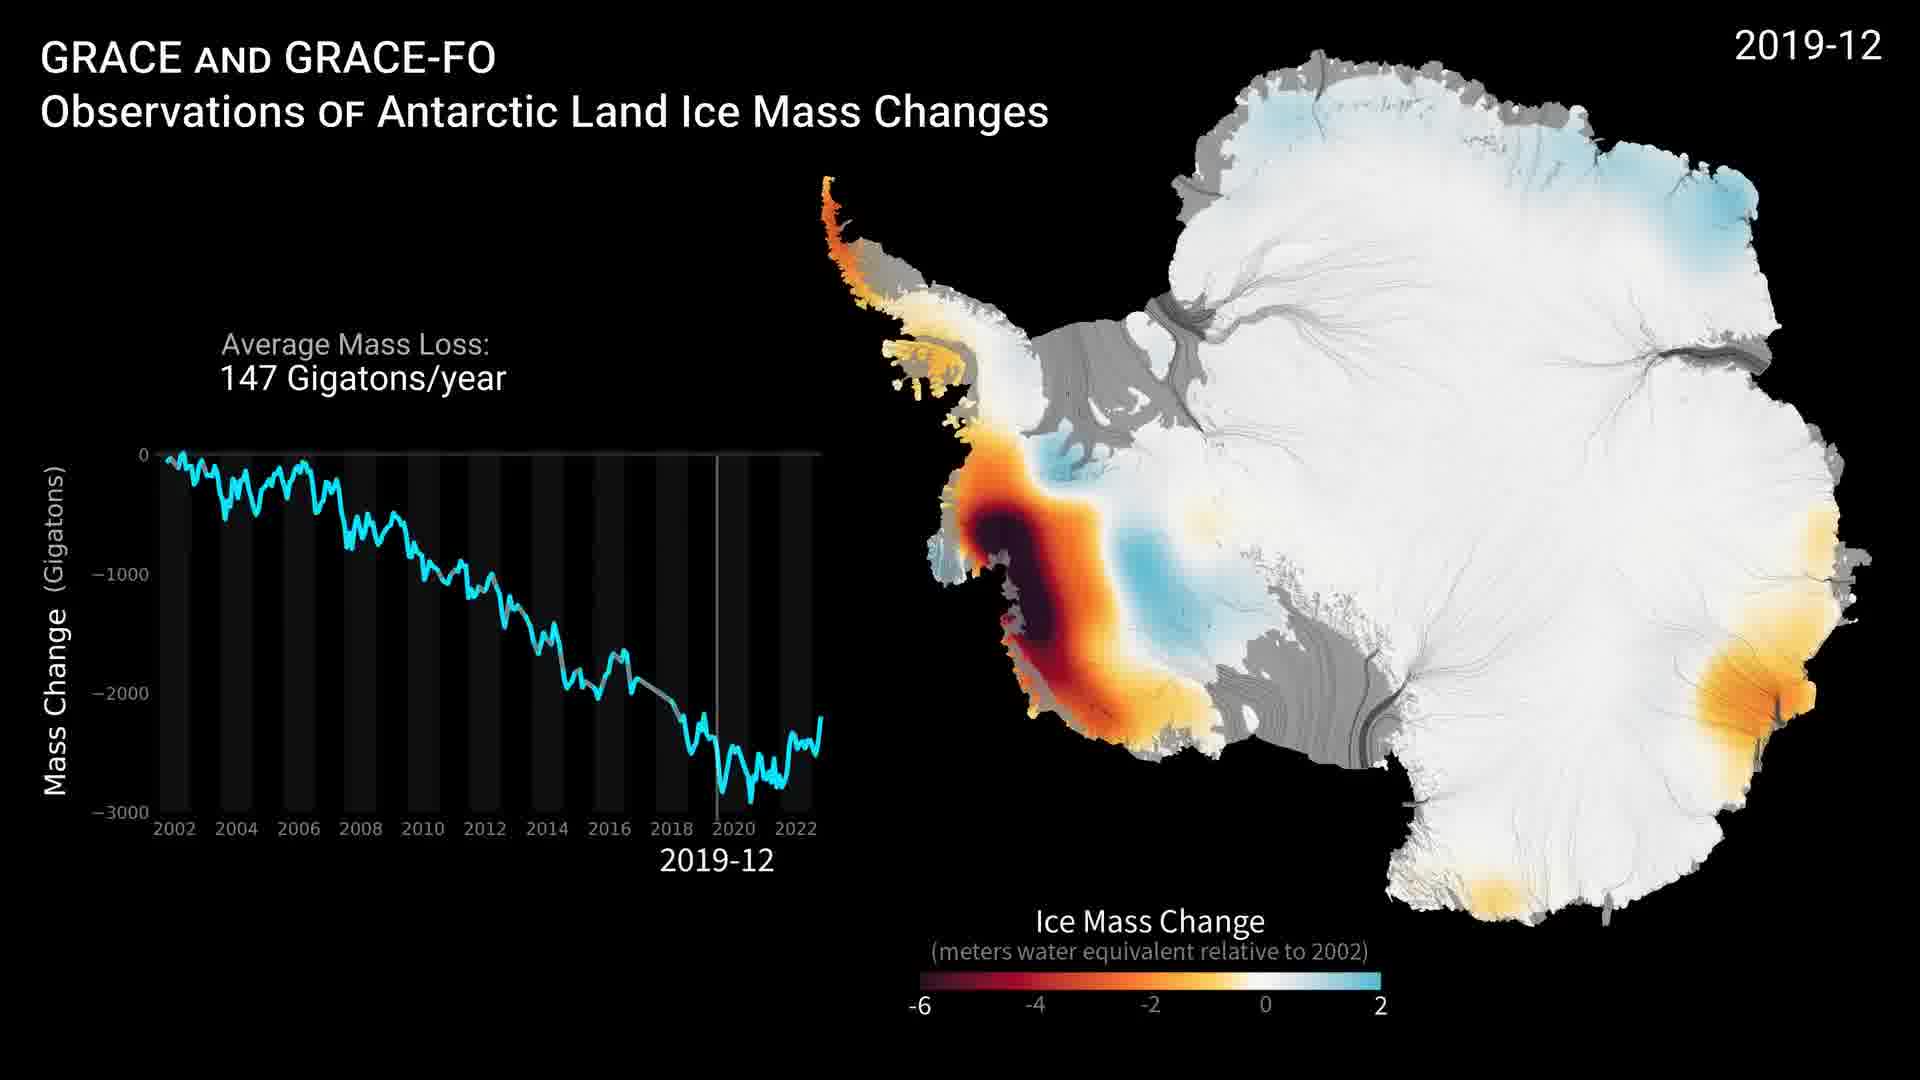 GRACE AND GRACE-FO
Observations OF Antarctic Land Ice Mass Changes
2019-12
Average Mass Loss:
147 Gigatons/year
Mass Change (Gigatons)
0
−1000
−2000
−3000
2002 2004 2006 2008 2010 2012 2014 2016 2018 2020 2022
2019-12
Ice Mass Change
(meters water equivalent relative to 2002)
-6 -4 -2 0 2